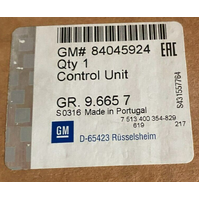 GM# 84045924 EAC
Qty 1
Control Unit
GR. 9.665 7
S0316 Made in Portugal
7 513 400 354-829
619 217
GM
D-65423 Rüsselsheim
S431557764